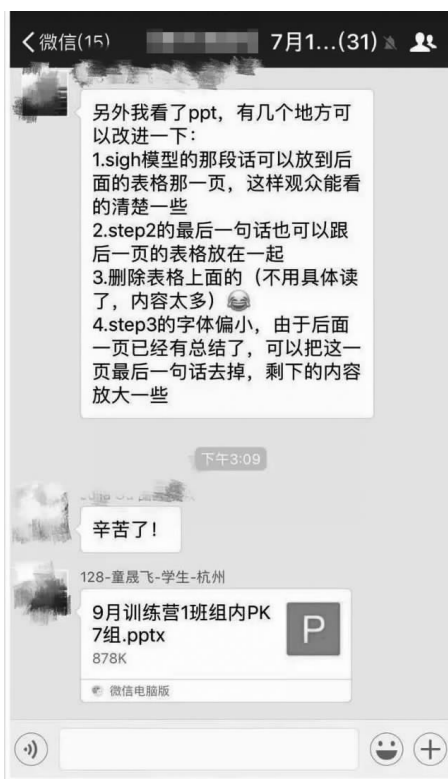 微信(15)
7月1...(31)
另外我看了ppt，有几个地方可
以改进一下：
1.sigh模型的那段话可以放到后
面的表格那一页，这样观众能看
的清楚一些
2.step2的最后一句话也可以跟
后一页的表格放在一起
3.删除表格上面的（不用具体读
了，内容太多）😂
4.step3的字体偏小，由于后面
一页已经有总结了，可以把这一
页最后一句话去掉，剩下的内容
放大一些
下午3:09
辛苦了！
128-童晟飞-学生-杭州
9月训练营1班组内PK
7组.pptx
P
878K
微信电脑版